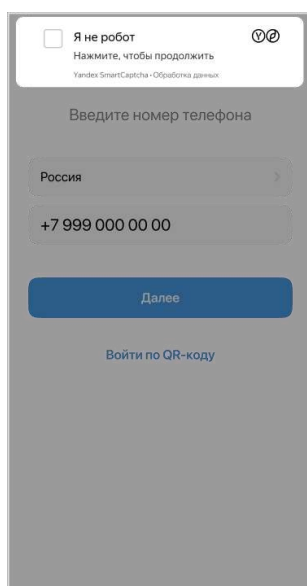 Я не робот
Нажмите, чтобы продолжить
Yandex SmartCaptcha • Обработка данных
Введите номер телефона
Россия
+7 999 000 00 00
Далее
Войти по QR-коду